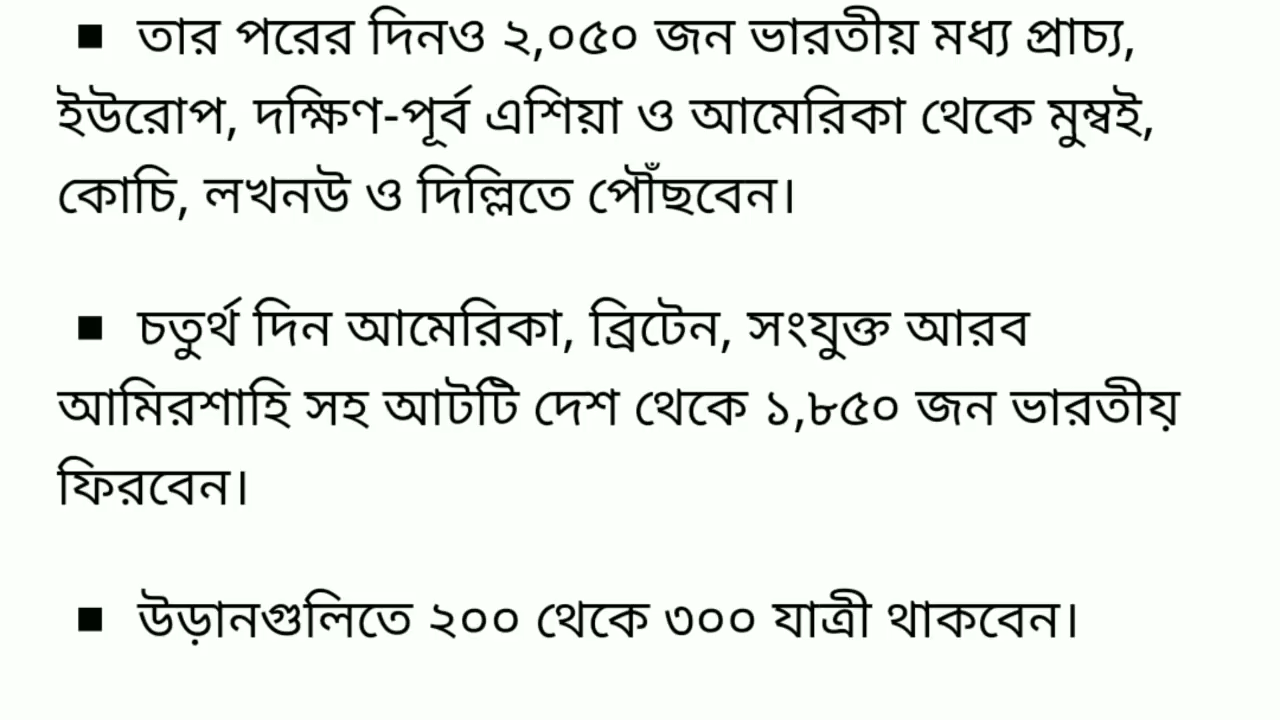 ■ তার পরের দিনও ২,০৫০ জন ভারতীয় মধ্য প্রাচ্য,
ইউরোপ, দক্ষিণ-পূর্ব এশিয়া ও আমেরিকা থেকে মুম্বই,
কোচি, লখনউ ও দিল্লিতে পৌঁছবেন।
■ চতুর্থ দিন আমেরিকা, ব্রিটেন, সংযুক্ত আরব
আমিরশাহি সহ আটটি দেশ থেকে ১,৮৫০ জন ভারতীয়
ফিরবেন।
■ উড়ানগুলিতে ২০০ থেকে ৩০০ যাত্রী থাকবেন।